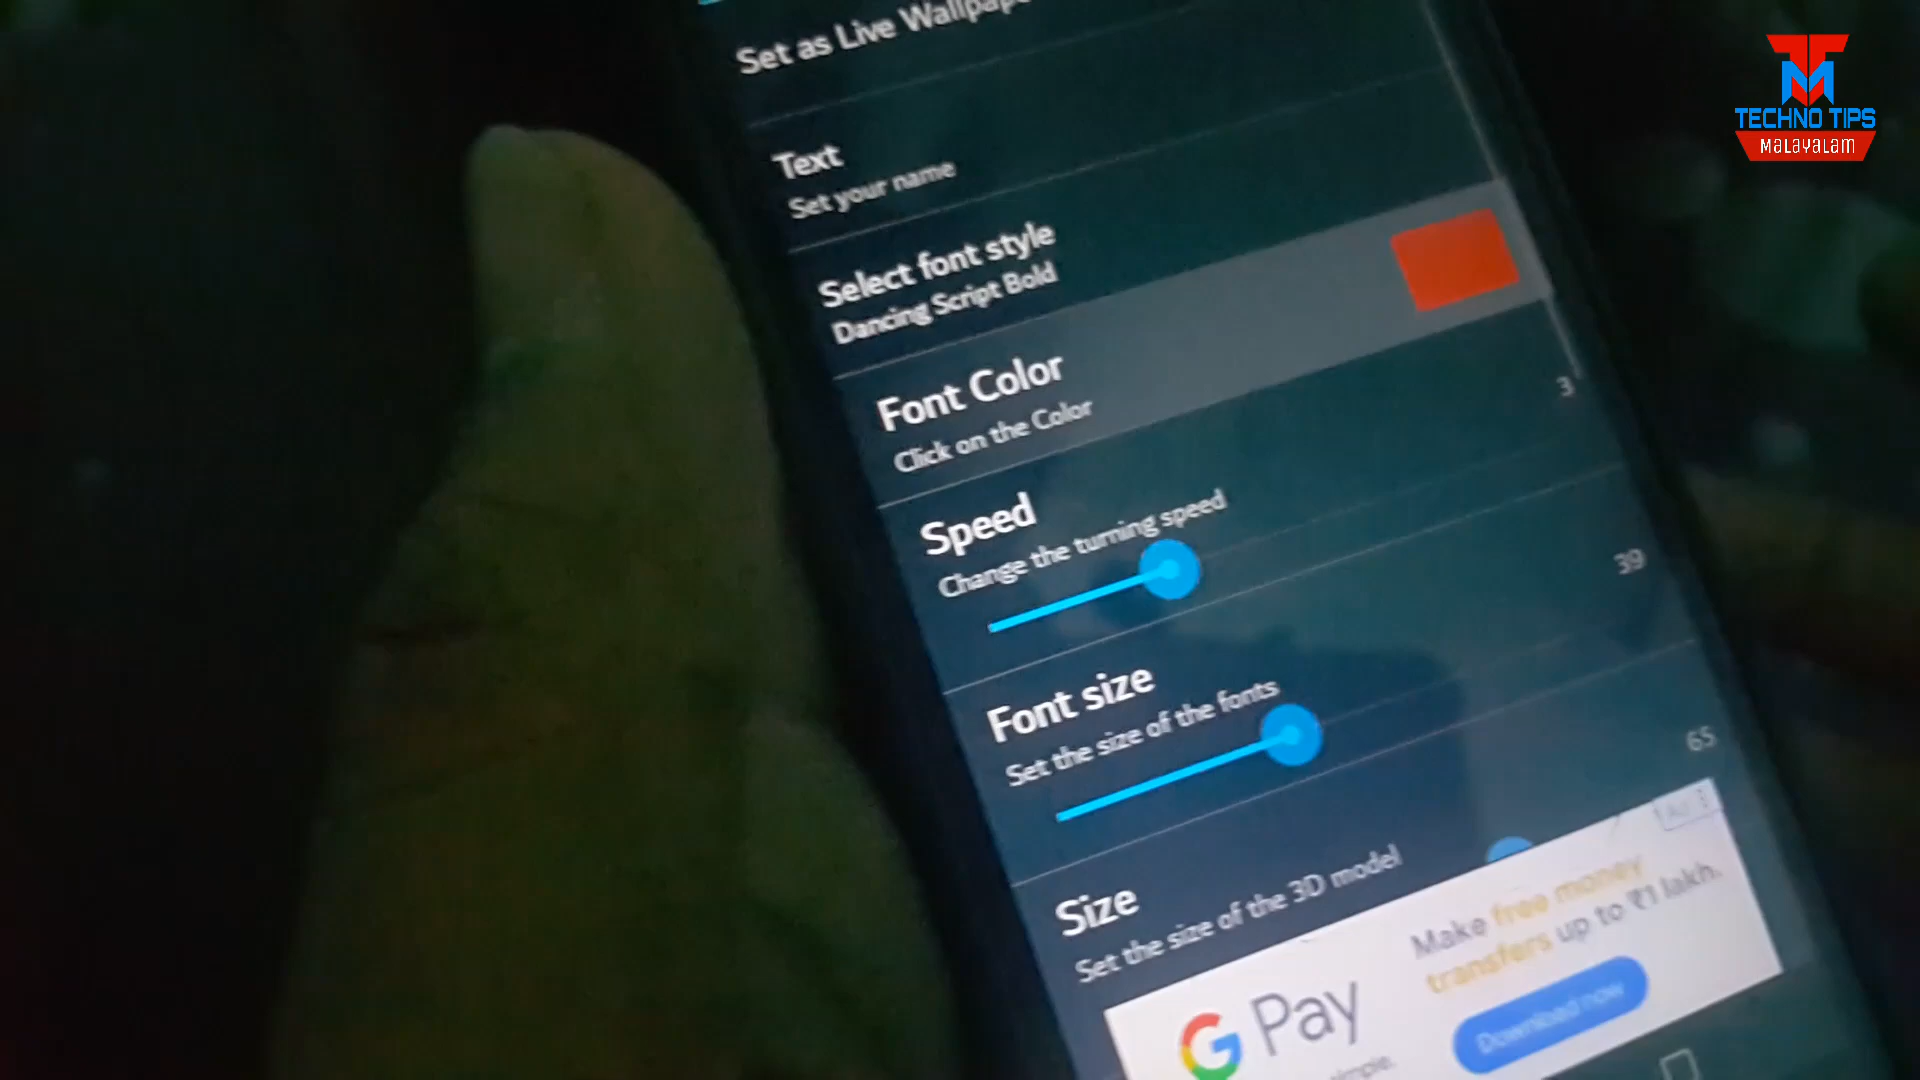 Set as Live Wallpaper
TM
TECHNO TIPS
MALAYALAM
Text
Set your name
Select font style
Dancing Script Bold
Font Color
Click on the Color
3
Speed
Change the turning speed
39
Font size
Set the size of the fonts
65
Size
Set the size of the 3D model
Make free money
transfers up to ₹1 lakh.
G Pay
Download now
simple.